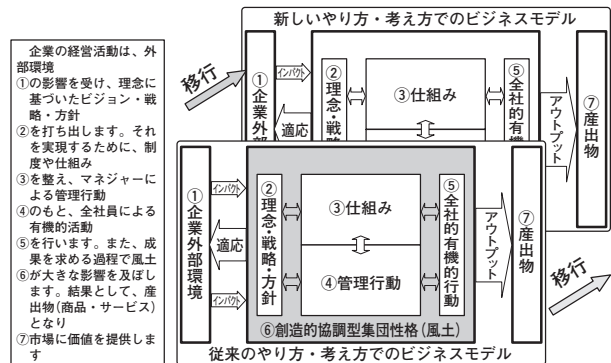 企業の経営活動は、外
部環境
①の影響を受け、理念に
基づいたビジョン・戦
略・方針
②を打ち出します。それ
を実現するために、制
度や仕組み
③を整え、マネジャーに
よる管理行動
④のもと、全社員による
有機的活動
⑤を行います。また、成
果を求める過程で風土
⑥が大きな影響を及ぼし
ます。結果として、産
出物(商品・サービス)
となり
⑦市場に価値を提供しま
す
新しいやり方・考え方でのビジネスモデル
移行
①企業外部
インパクト
適応
②理念・戦略
③仕組み
⑤全社的有機
アウトプット
⑦産出物
①企業外部環境
インパクト
適応
インパクト
②理念・戦略・方針
③仕組み
④管理行動
⑤全社的有機的行動
アウトプット
⑦産出物
⑥創造的協調型集団性格(風土)
従来のやり方・考え方でのビジネスモデル
移行